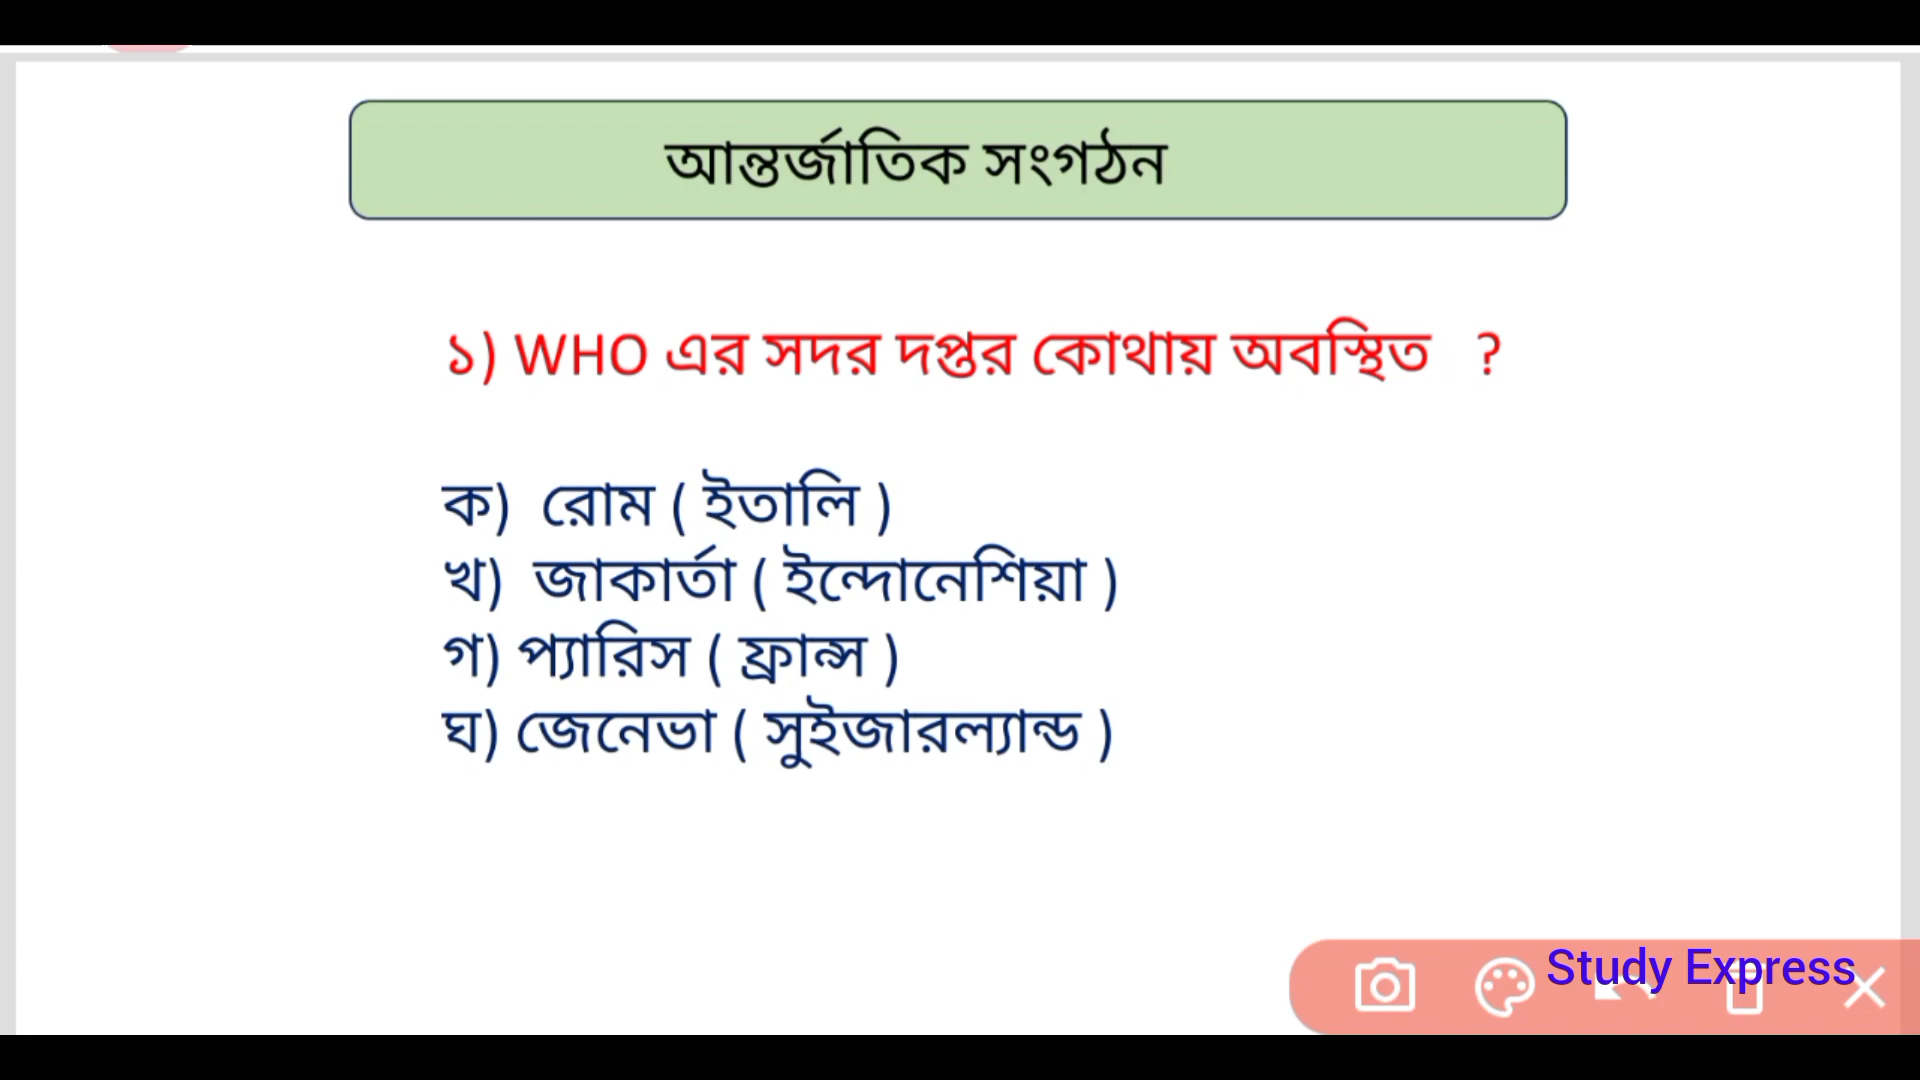 আন্তর্জাতিক সংগঠন
১) WHO এর সদর দপ্তর কোথায় অবস্থিত ?
ক) রোম ( ইতালি )
খ) জাকার্তা ( ইন্দোনেশিয়া )
গ) প্যারিস ( ফ্রান্স )
ঘ) জেনেভা ( সুইজারল্যান্ড )
Study Express